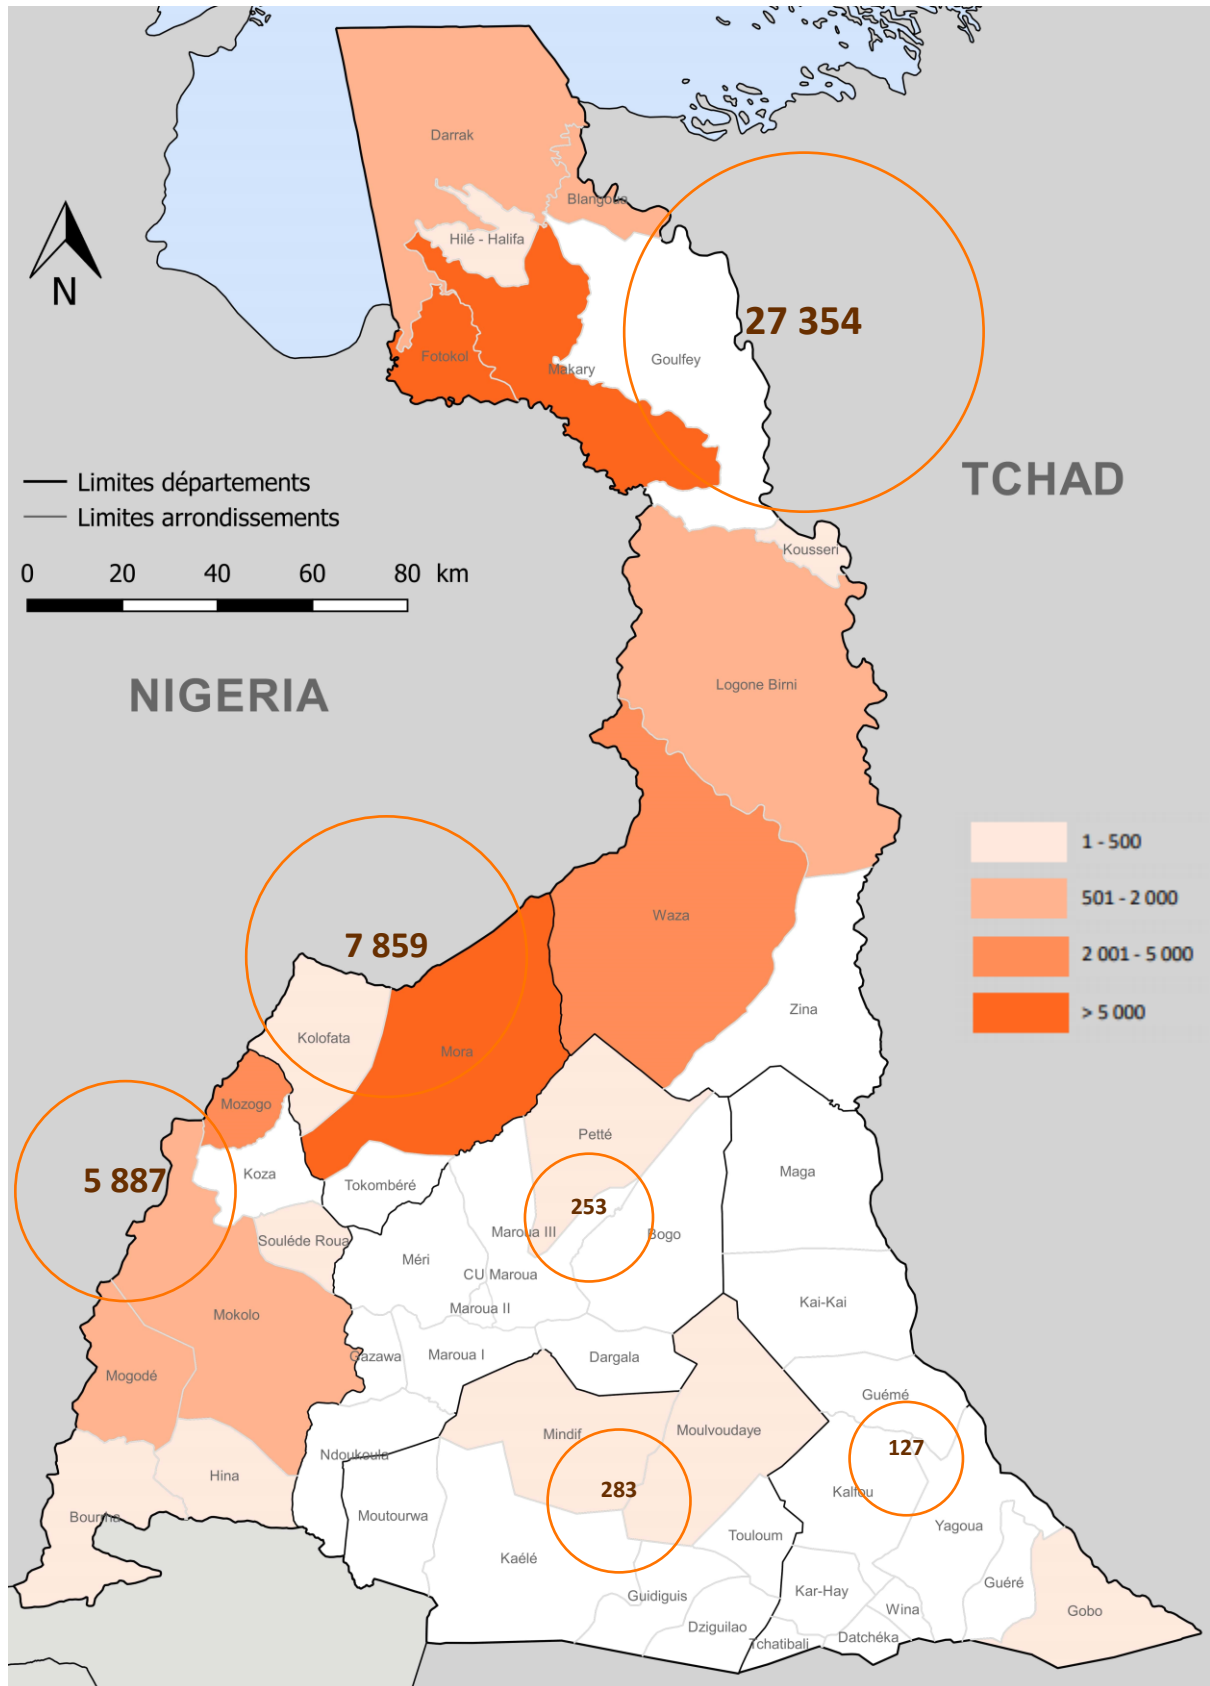 Darrak
Blangoua
Hilé - Halifa
N
27 354
Fotokol
Makary
Goulfey
TCHAD
Limites départements
Limites arrondissements
Kousseri
0 20 40 60 80 km
NIGERIA
Logone Birni
1 - 500
501 - 2 000
2 001 - 5 000
> 5 000
Waza
7 859
Zina
Kolofata
Mora
Mozogo
Petté
5 887
Koza
Tokombéré
Maga
253
Souléde Roua
Maroua III
Bogo
Méri
CU Maroua
Maroua II
Kai-Kai
Mokolo
Gazawa
Maroua I
Dargala
Mogodé
Guémé
Mindif
Moulvoudaye
127
Ndoukoula
Hina
283
Kalfou
Bourrha
Moutourwa
Yagoua
Touloum
Kaélé
Guidiguis
Kar-Hay
Guéré
Wina
Gobo
Dziguilao
Tchatibali
Datchéka